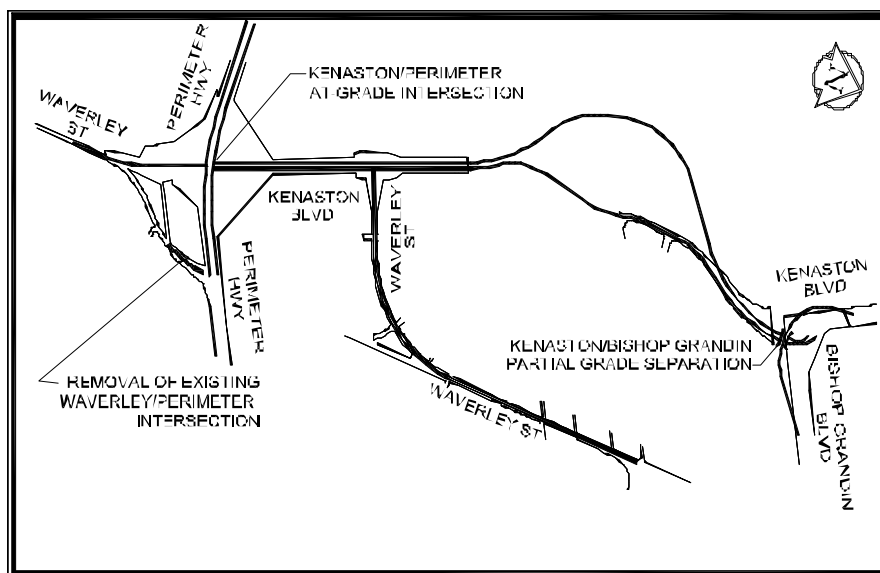 PERIMETER
HWY
KENASTON/PERIMETER
AT-GRADE INTERSECTION
WAVERLEY
ST
KENASTON
BLVD
WAVERLEY
ST
PERIMETER
HWY
KENASTON
BLVD
KENASTON/BISHOP GRANDIN
PARTIAL GRADE SEPARATION
REMOVAL OF EXISTING
WAVERLEY/PERIMETER
INTERSECTION
WAVERLEY ST
BISHOP GRANDIN
BLVD
N